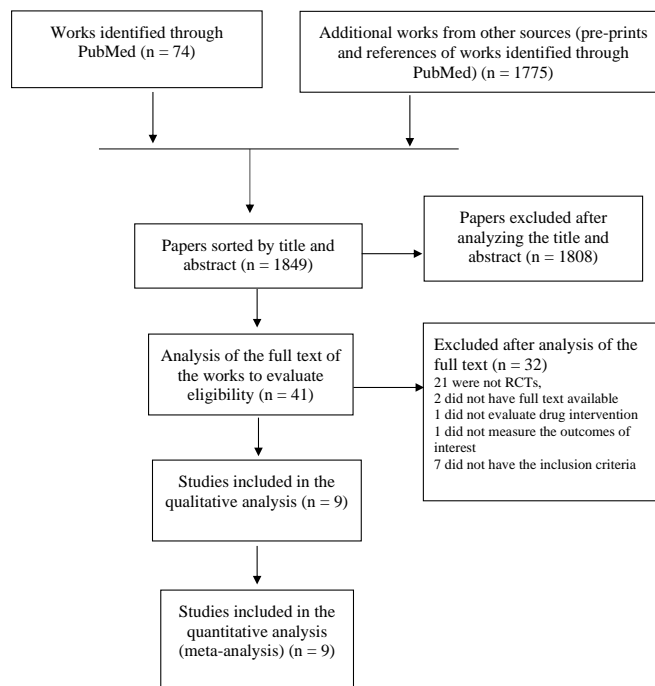 Works identified through
PubMed (n = 74)
Additional works from other sources (pre-prints
and references of works identified through
PubMed) (n = 1775)
Papers sorted by title and
abstract (n = 1849)
Papers excluded after
analyzing the title and
abstract (n = 1808)
Analysis of the full text of
the works to evaluate
eligibility (n = 41)
Excluded after analysis of the
full text (n = 32)
21 were not RCTs,
2 did not have full text available
1 did not evaluate drug intervention
1 did not measure the outcomes of
interest
7 did not have the inclusion criteria
Studies included in the
qualitative analysis (n = 9)
Studies included in the
quantitative analysis
(meta-analysis) (n = 9)